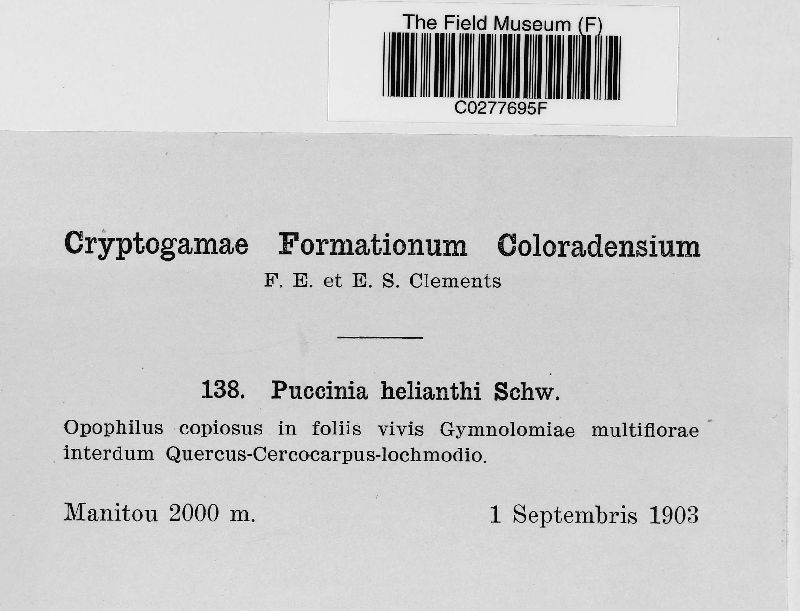 The Field Museum (F)
C0277695F
Cryptogamae Formationum Coloradensium
F. E. et E. S. Clements
138. Puccinia helianthi Schw.
Opophilus copiosus in foliis vivis Gymnolomiae multiflorae
interdum Quercus-Cercocarpus-lochmodio.
Manitou 2000 m. 1 Septembris 1903